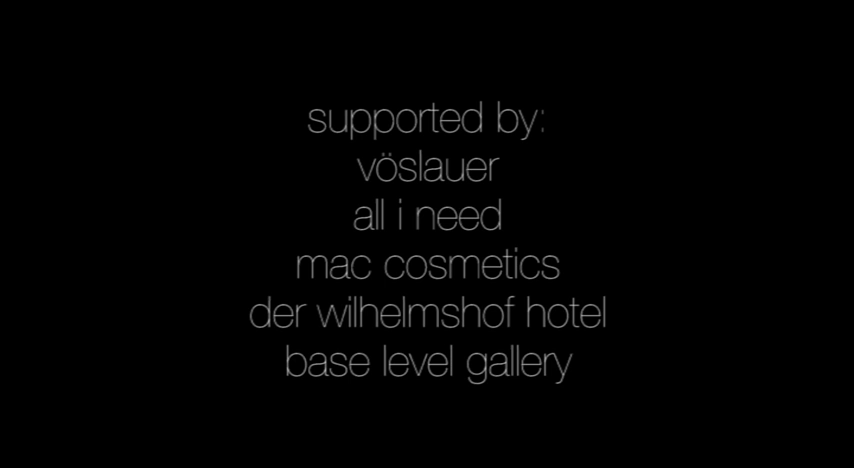 supported by:
vöslauer
all i need
mac cosmetics
der wilhelmshof hotel
base level gallery